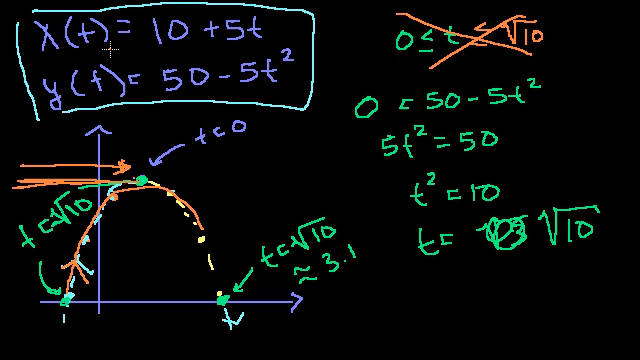 x(t) = 10 + 5t
y(t) = 50 - 5t²
0 ≤ t ≤ √10
0 = 50 - 5t²
5t² = 50
t² = 10
t = √10
t = 0
t = -√10
t = √10
≈ 3.1